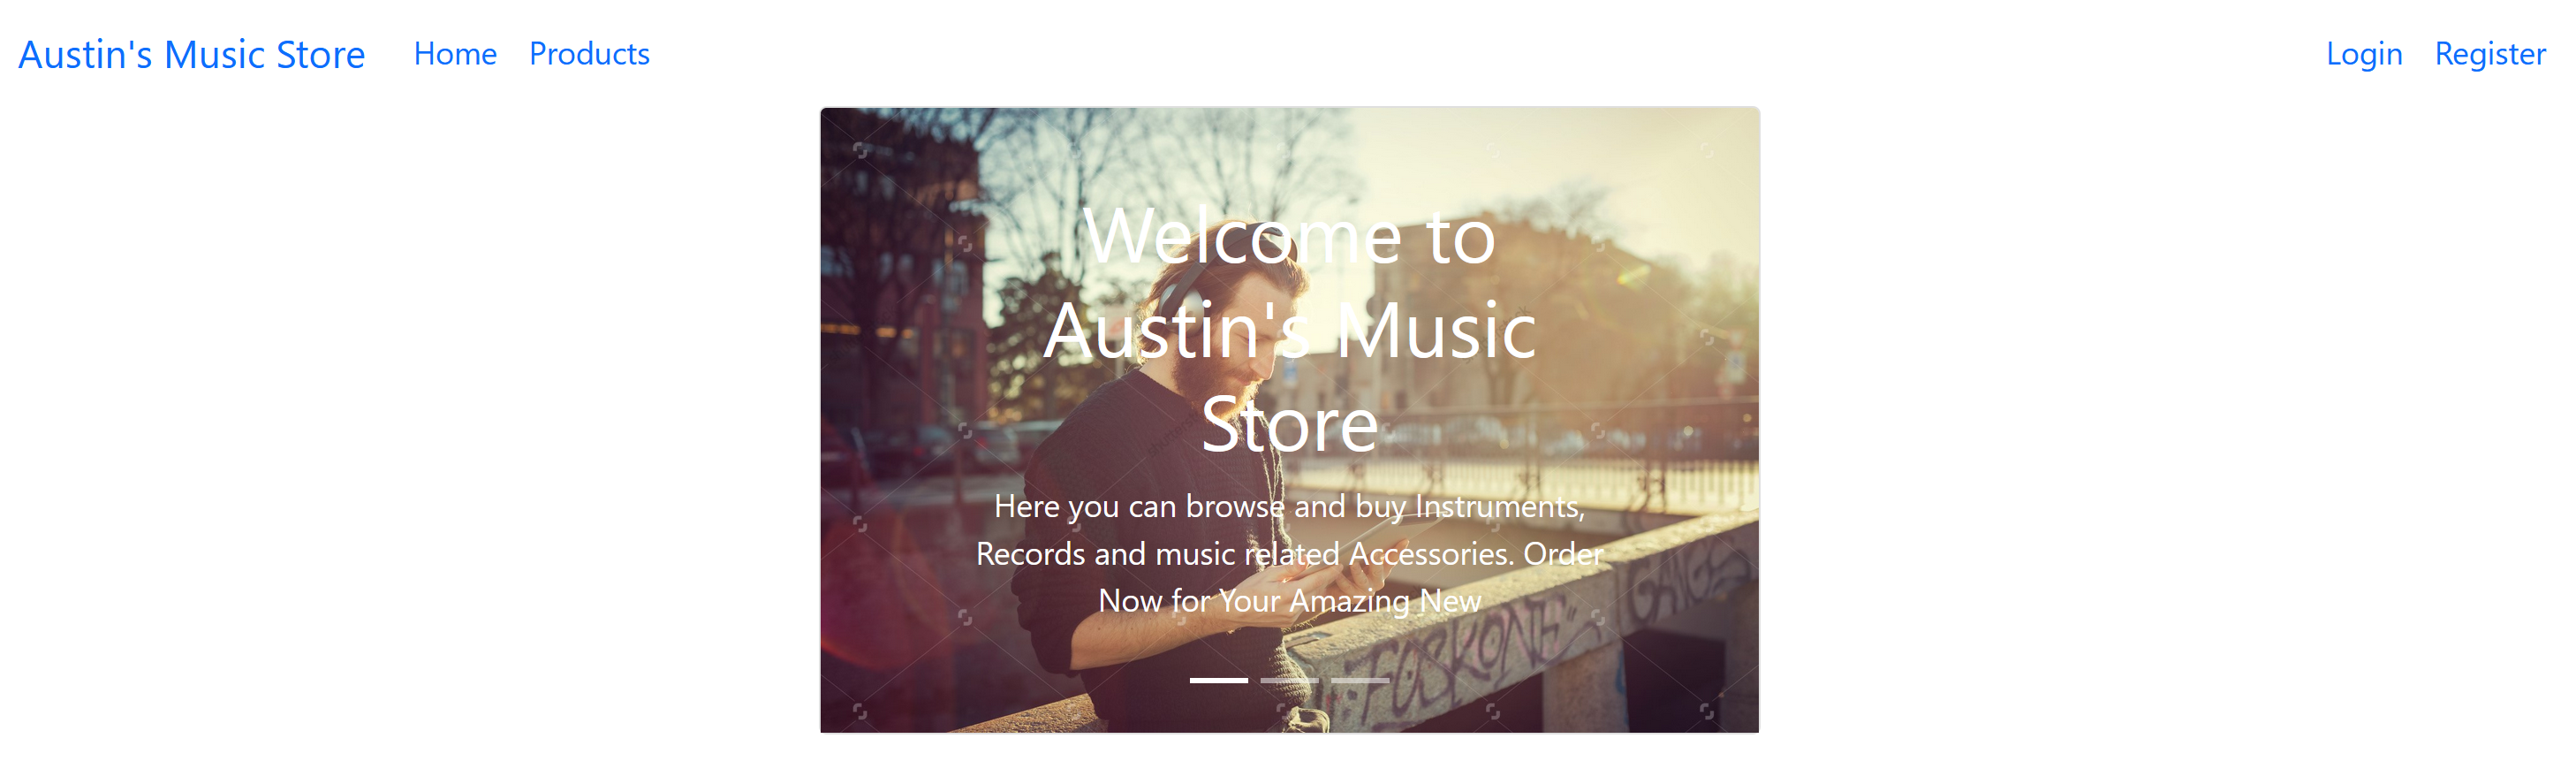 Austin's Music Store Home Products Login Register
Welcome to
Austin's Music
Store
Here you can browse and buy Instruments,
Records and music related Accessories. Order
Now for Your Amazing New